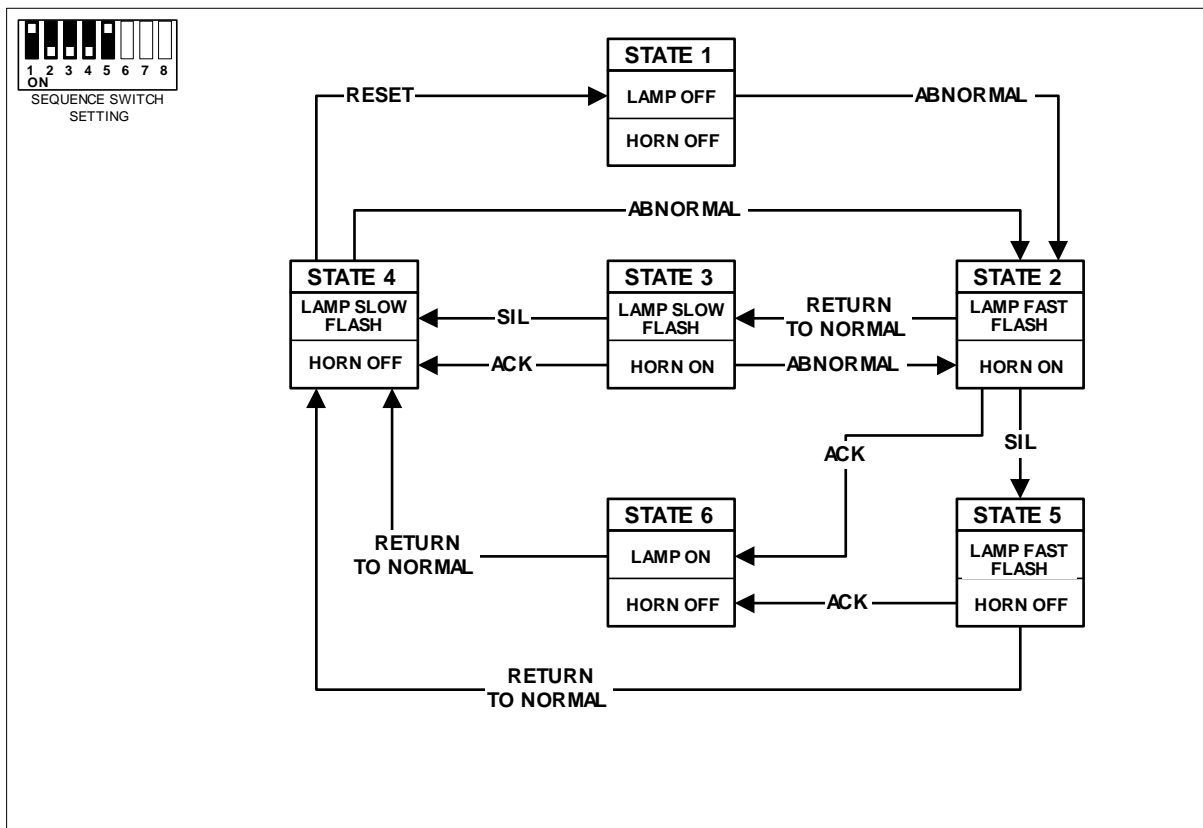 1 2 3 4 5 6 7 8
ON
SEQUENCE SWITCH
SETTING
STATE 1
LAMP OFF
HORN OFF
RESET
ABNORMAL
ABNORMAL
STATE 4
LAMP SLOW
FLASH
HORN OFF
SIL
ACK
STATE 3
LAMP SLOW
FLASH
HORN ON
RETURN
TO NORMAL
ABNORMAL
STATE 2
LAMP FAST
FLASH
HORN ON
ACK
SIL
RETURN
TO NORMAL
STATE 6
LAMP ON
HORN OFF
ACK
STATE 5
LAMP FAST
FLASH
HORN OFF
RETURN
TO NORMAL